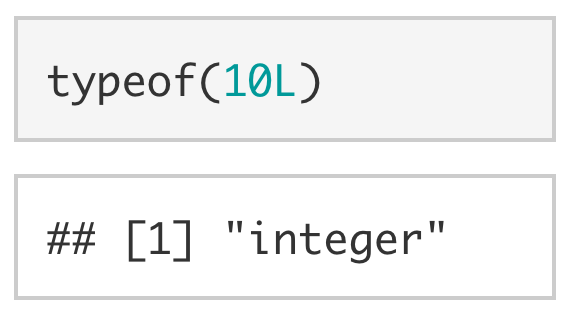 typeof(10L)
## [1] "integer"